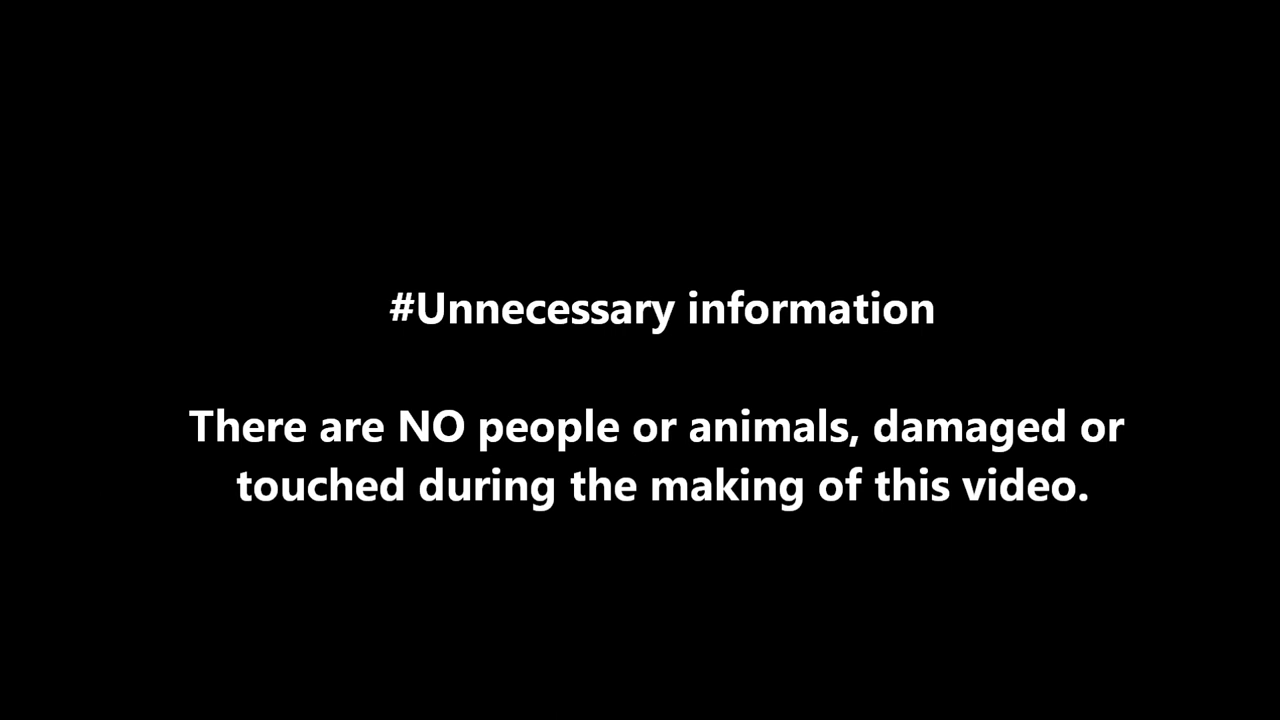 #Unnecessary information
There are NO people or animals, damaged or
touched during the making of this video.